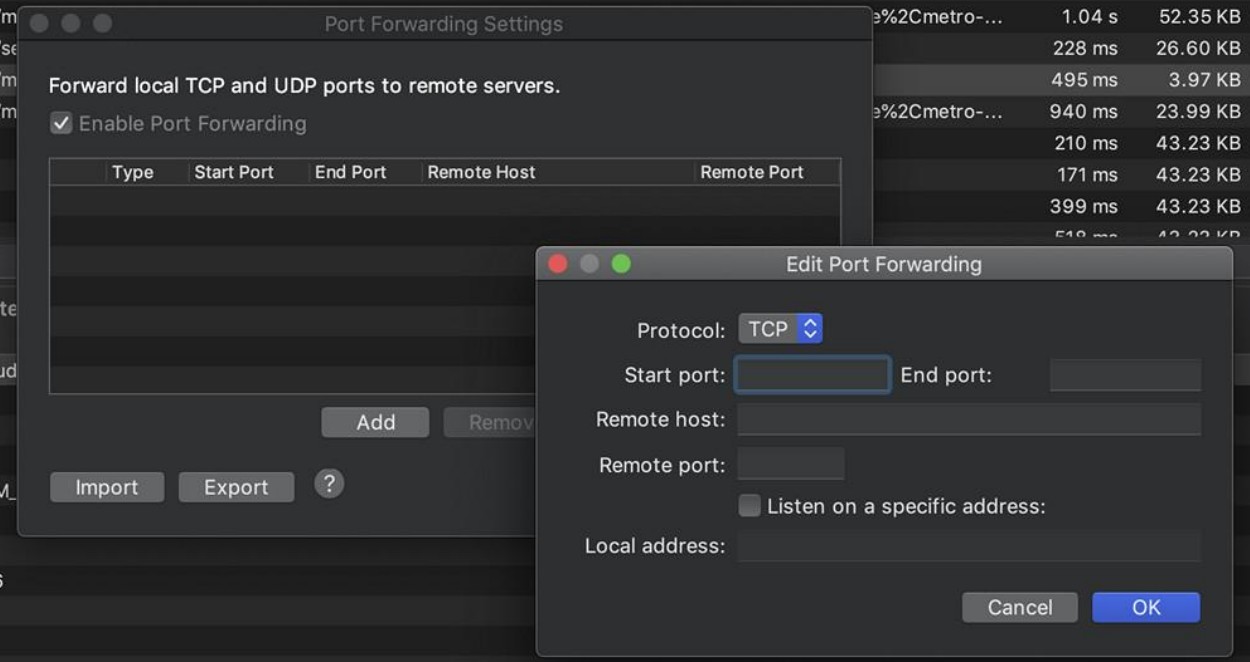 Port Forwarding Settings
e%2Cmetro-... 1.04 s 52.35 KB
228 ms 26.60 KB
495 ms 3.97 KB
e%2Cmetro-... 940 ms 23.99 KB
210 ms 43.23 KB
171 ms 43.23 KB
399 ms 43.23 KB
Forward local TCP and UDP ports to remote servers.
Enable Port Forwarding
Type Start Port End Port Remote Host Remote Port
Add Remov
Import Export ?
Edit Port Forwarding
Protocol: TCP
Start port: End port:
Remote host:
Remote port:
Listen on a specific address:
Local address:
Cancel OK